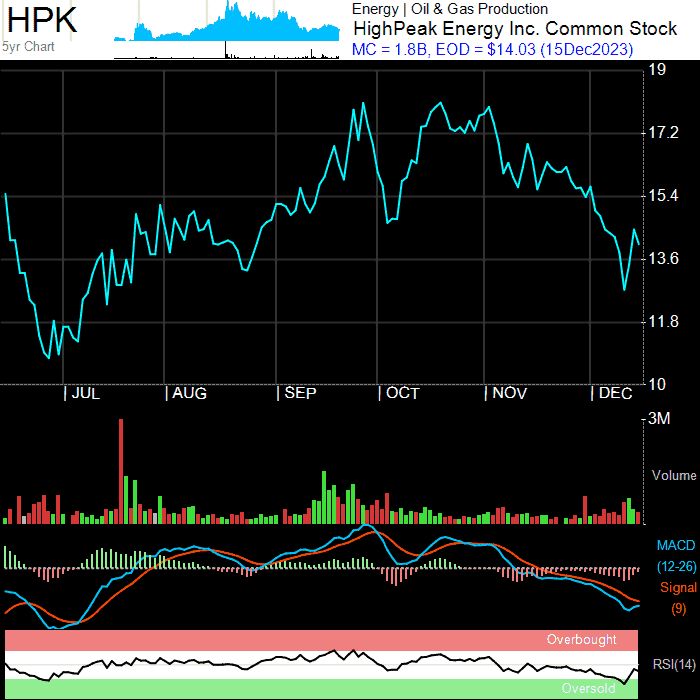 HPK
5yr Chart
Energy | Oil & Gas Production
HighPeak Energy Inc. Common Stock
MC = 1.8B, EOD = $14.03 (15Dec2023)
19
17.2
15.4
13.6
11.8
10
| JUL | AUG | SEP | OCT | NOV | DEC
3M
Volume
MACD
(12-26)
Signal
(9)
Overbought
RSI(14)
Oversold